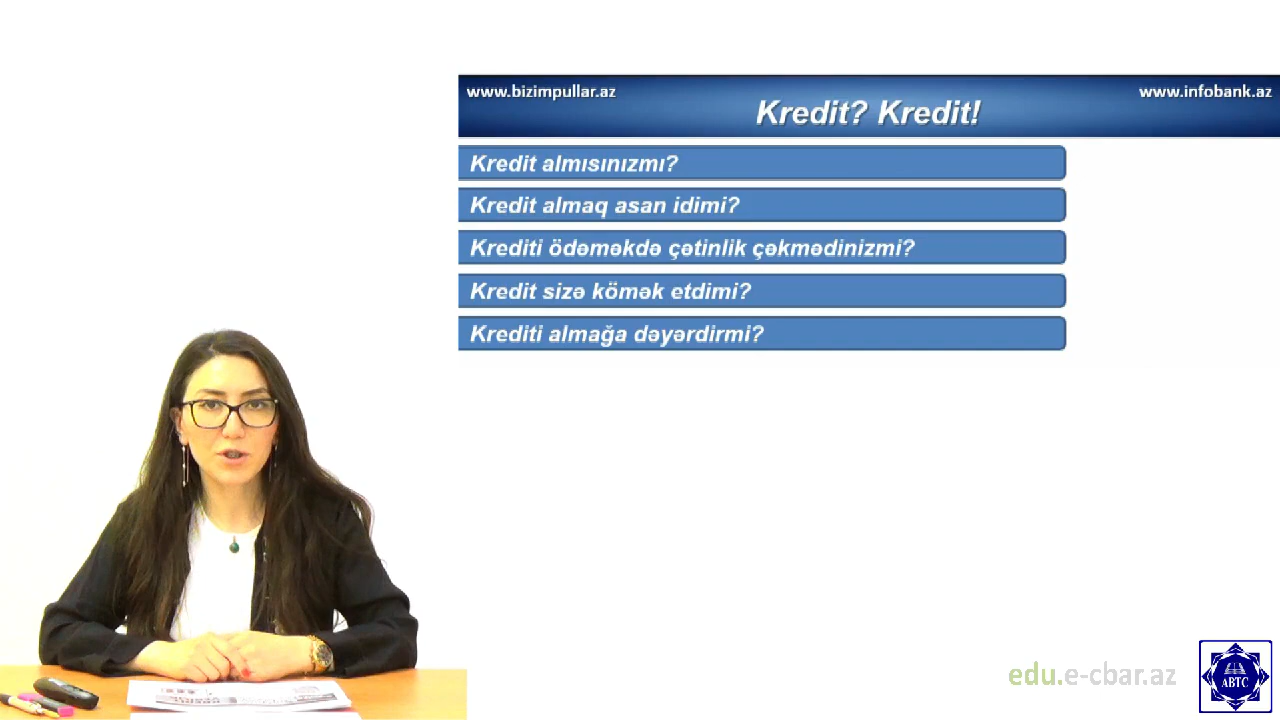 www.bizimpullar.az
www.infobank.az
Kredit? Kredit!
Kredit almısınızmı?
Kredit almaq asan idimi?
Krediti ödəməkdə çətinlik çəkmədinizmi?
Kredit sizə kömək etdimi?
Krediti almağa dəyərdirmi?
edu.e-cbar.az
ABTC